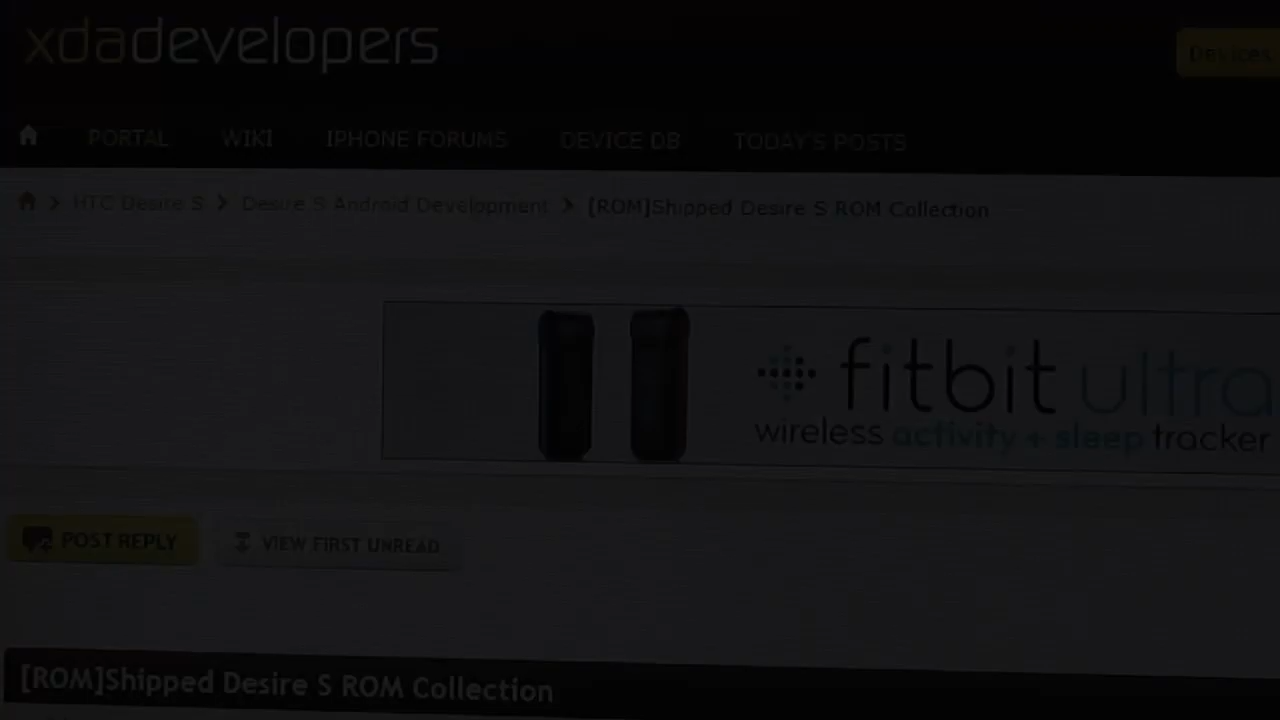 xdadevelopers
Devices
PORTAL WIKI IPHONE FORUMS DEVICE DB TODAY'S POSTS
HTC Desire S > Desire S Android Development > [ROM]Shipped Desire S ROM Collection
fitbit ultra
wireless activity + sleep tracker
POST REPLY VIEW FIRST UNREAD
[ROM]Shipped Desire S ROM Collection